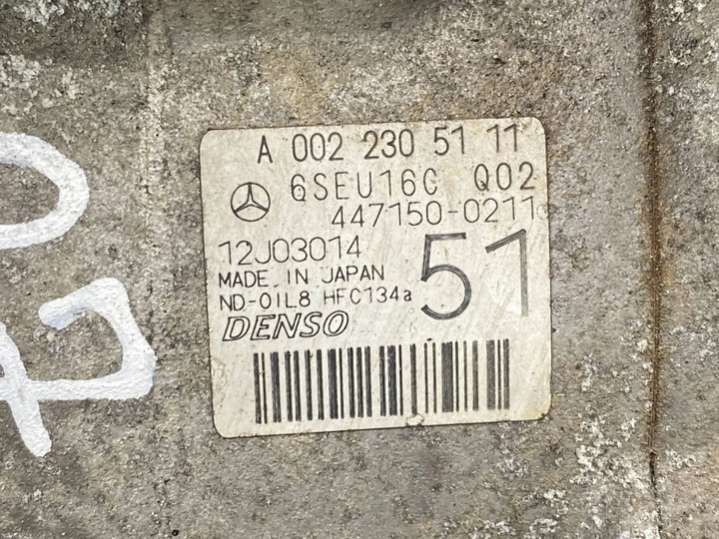 A 002 230 51 11
6SEU16C Q02
447150-0211
12J03014
MADE IN JAPAN
ND-OIL8 HFC134a
51
DENSO